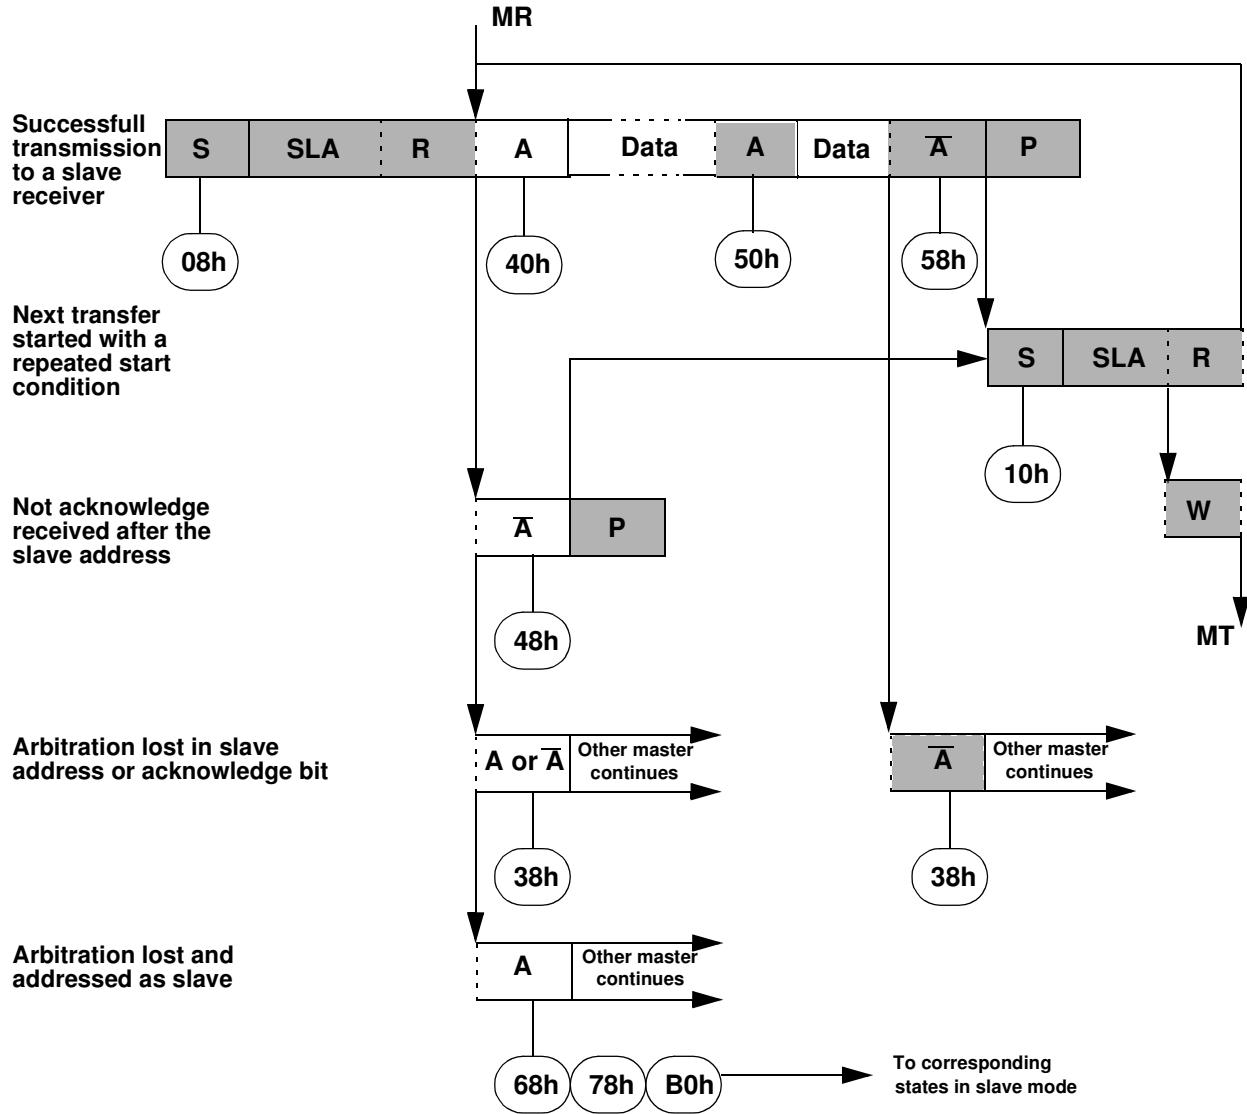 MR
Successfull
transmission
to a slave
receiver
S SLA R A Data A Data A̅ P
08h 40h 50h 58h
Next transfer
started with a
repeated start
condition
S SLA R
10h
Not acknowledge
received after the
slave address
A̅ P
W
48h
MT
Arbitration lost in slave
address or acknowledge bit
A or A̅ Other master
continues
A̅ Other master
continues
38h 38h
Arbitration lost and
addressed as slave
A Other master
continues
68h 78h B0h
To corresponding
states in slave mode